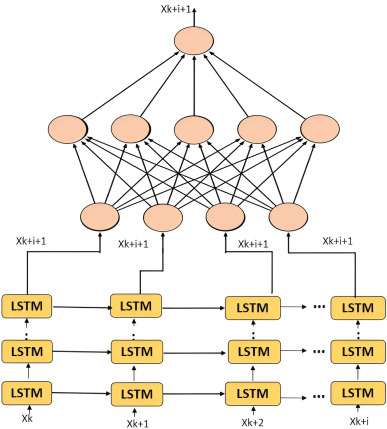 Xk+i+1
Xk+i+1 Xk+i+1 Xk+i+1 Xk+i+1
LSTM LSTM LSTM ... LSTM
LSTM LSTM LSTM ... LSTM
LSTM LSTM LSTM ... LSTM
Xk Xk+1 Xk+2 Xk+i